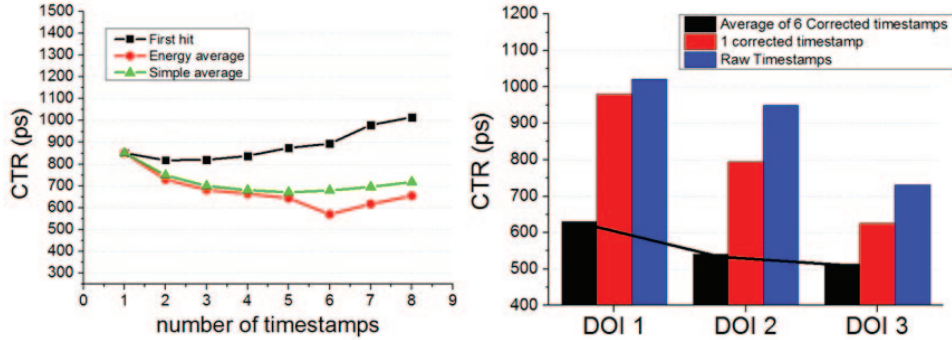 CTR (ps)
1500
1400
1300
1200
1100
1000
900
800
700
600
500
400
300
First hit
Energy average
Simple average
0 1 2 3 4 5 6 7 8 9
number of timestamps
CTR (ps)
1200
1100
1000
900
800
700
600
500
400
Average of 6 Corrected timestamps
1 corrected timestamp
Raw Timestamps
DOI 1 DOI 2 DOI 3